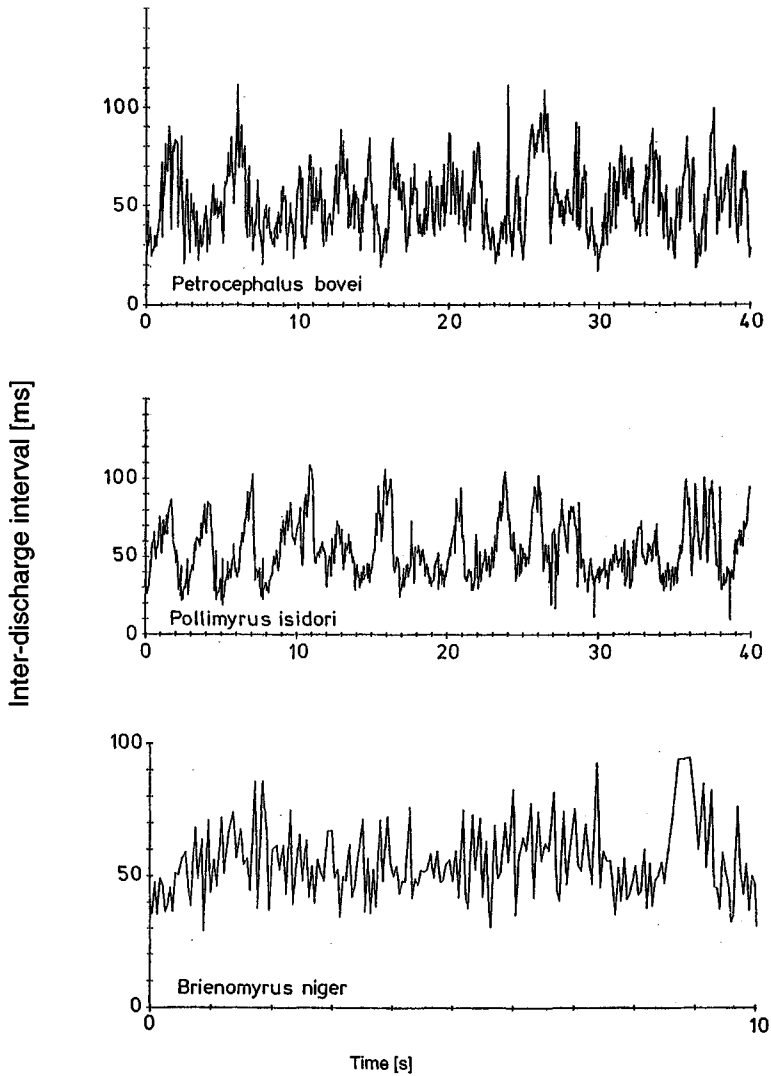 100
50
0
Petrocephalus bovei
0 10 20 30 40
Inter-discharge interval [ms]
100
50
0
Pollimyrus isidori
0 10 20 30 40
100
50
0
Brienomyrus niger
0 10
Time [s]